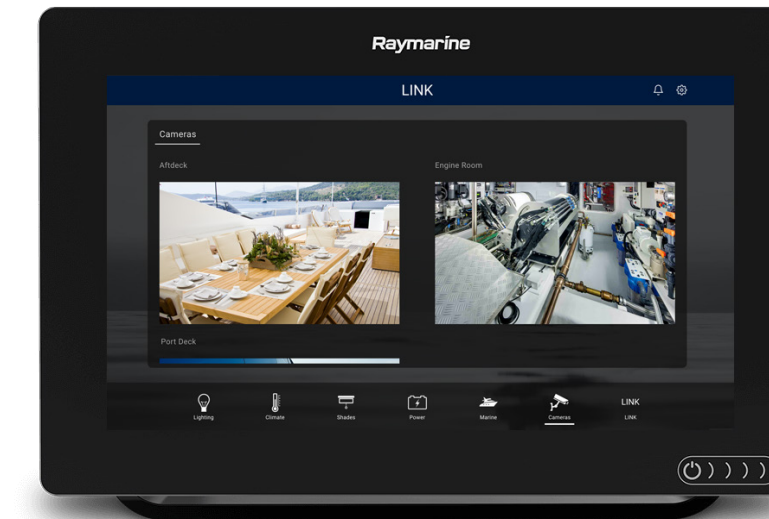 Raymarine
LINK
Cameras
Aftdeck
Engine Room
Port Deck
Lighting
Climate
Shades
Power
Marine
Cameras
LINK
LINK